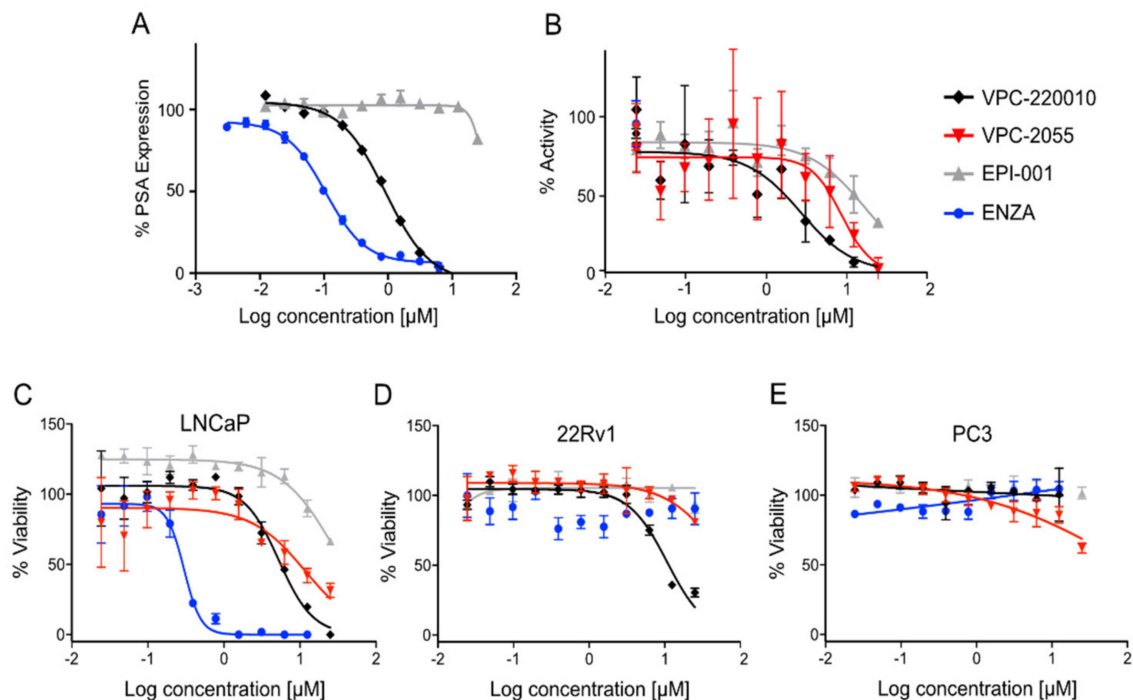 A
% PSA Expression
100
50
0
-3
-2
-1
0
1
2
Log concentration [µM]
B
% Activity
100
50
0
-2
-1
0
1
2
Log concentration [µM]
VPC-220010
VPC-2055
EPI-001
ENZA
C
LNCaP
% Viability
150
100
50
0
-2
-1
0
1
2
Log concentration [µM]
D
22Rv1
% Viability
150
100
50
0
-2
-1
0
1
2
Log concentration [µM]
E
PC3
% Viability
150
100
50
0
-2
-1
0
1
2
Log concentration [µM]